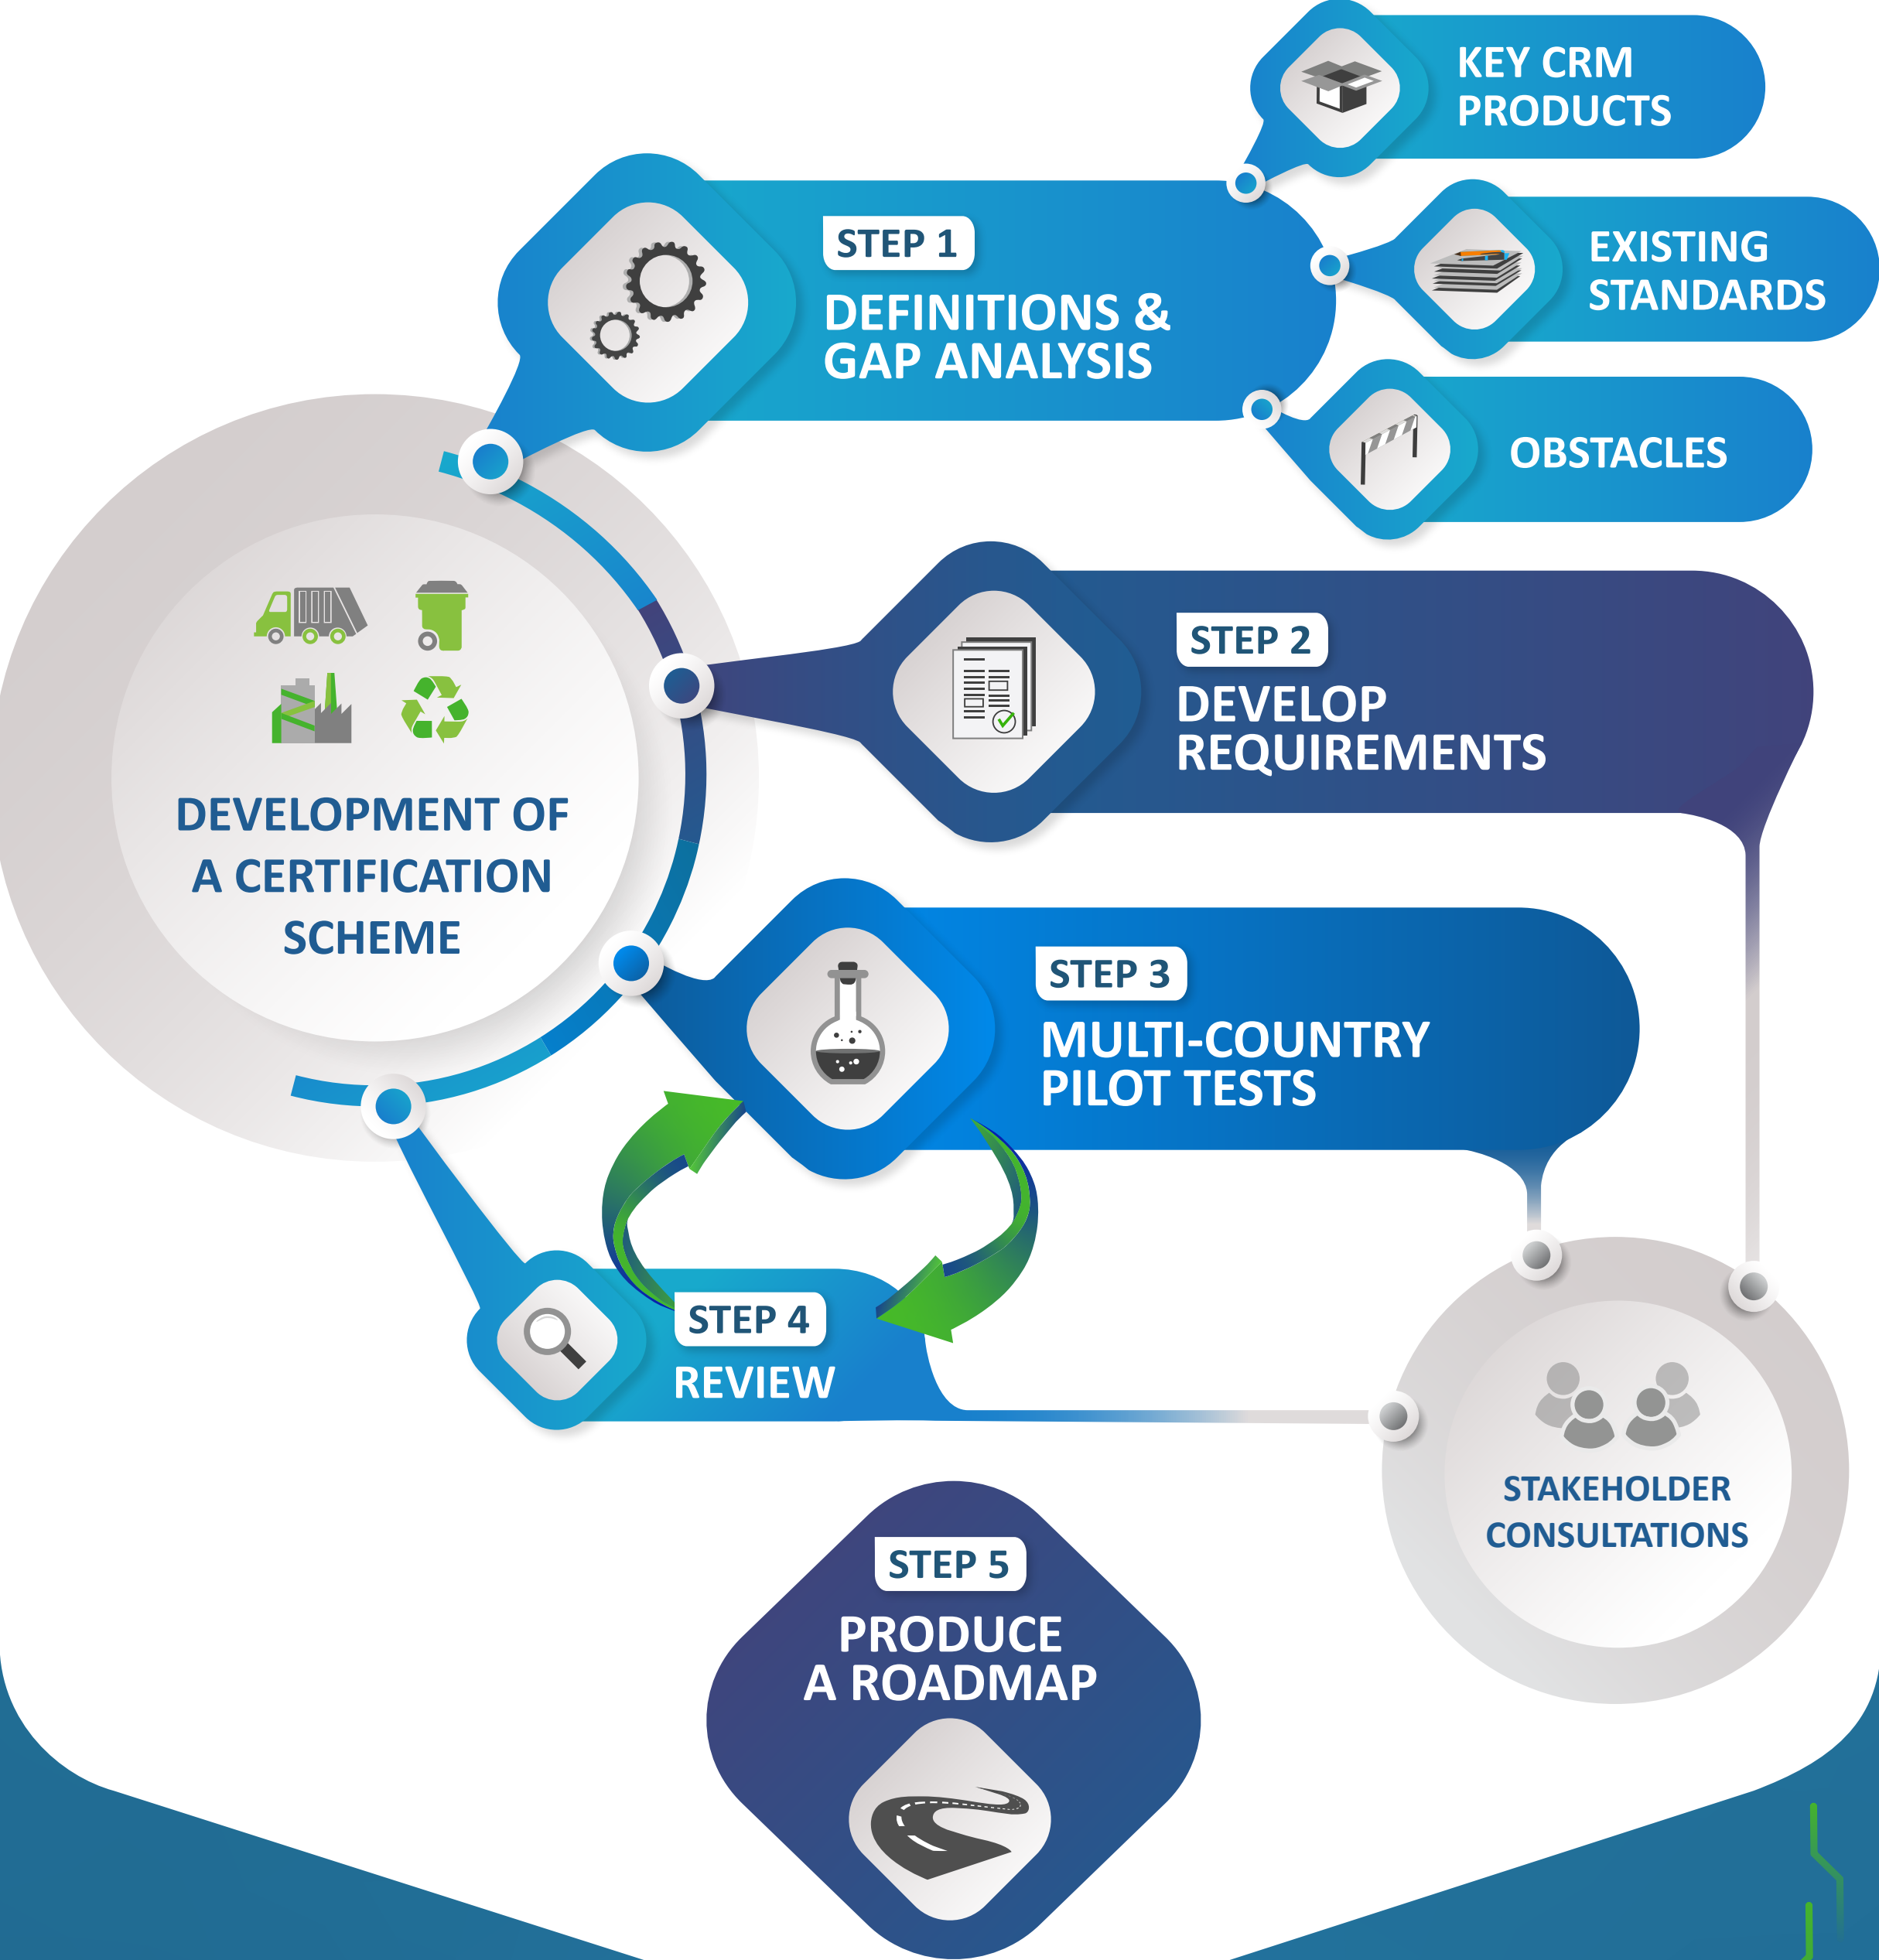 KEY CRM
PRODUCTS
STEP 1
DEFINITIONS &
GAP ANALYSIS
EXISTING
STANDARDS
OBSTACLES
STEP 2
DEVELOP
REQUIREMENTS
DEVELOPMENT OF
A CERTIFICATION
SCHEME
STEP 3
MULTI-COUNTRY
PILOT TESTS
STEP 4
REVIEW
STAKEHOLDER
CONSULTATIONS
STEP 5
PRODUCE
A ROADMAP